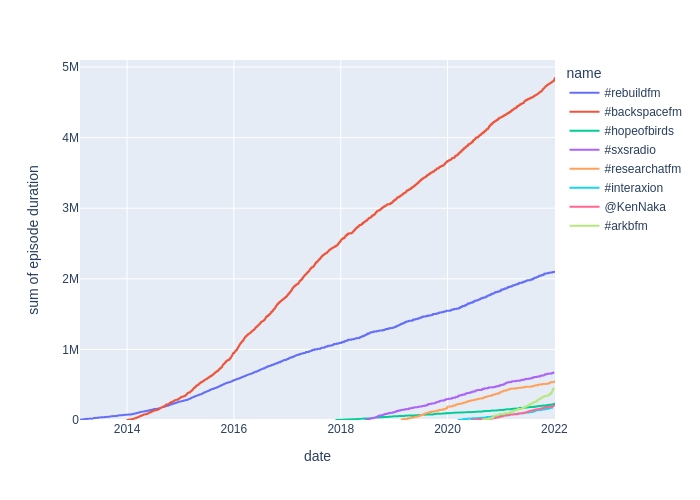 5M
4M
3M
2M
1M
0
2014
2016
2018
2020
2022
date
sum of episode duration
name
#rebuildfm
#backspacefm
#hopeofbirds
#sxsradio
#researchatfm
#interaxion
@KenNaka
#arkbfm